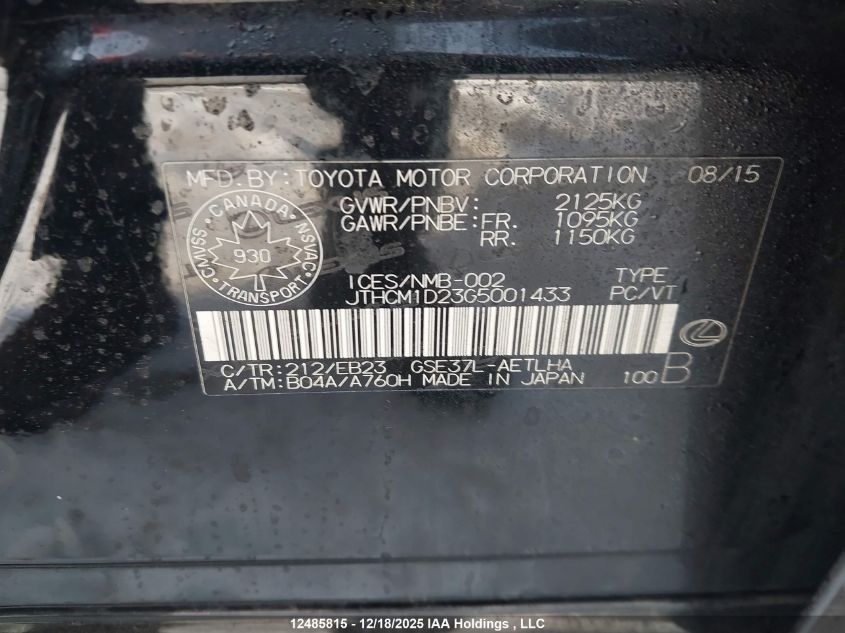 MFD. BY: TOYOTA MOTOR CORPORATION 08/15
GVWR/PNBV: 2125KG
GAWR/PNBE: FR. 1095KG
RR. 1150KG
CANADA
CMVSS 930 NSVAC
TRANSPORT
ICES/NMB-002 TYPE
JTHCM1D23G5001433 PC/VT
C/TR: 212/EB23 GSE37L-AETLHA
A/TM: B04A/A760H MADE IN JAPAN 100 B
12485815 - 12/18/2025 IAA Holdings , LLC